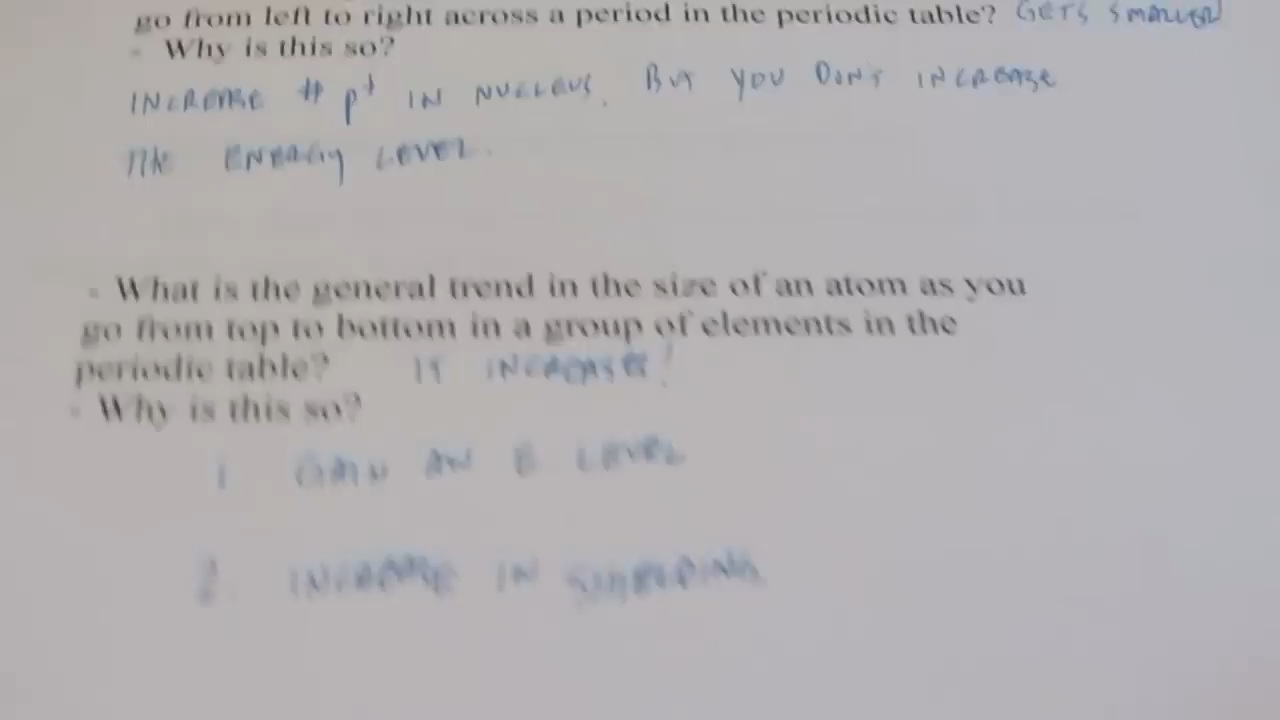 go from left to right across a period in the periodic table? GETS SMALLER
- Why is this so?
INCREASE # p+ IN NUCLEUS. BUT YOU DON'T INCREASE
THE ENERGY LEVEL.
- What is the general trend in the size of an atom as you
go from top to bottom in a group of elements in the
periodic table? IT INCREASES!
- Why is this so?
1. GAIN AN E LEVEL
2. INCREASE IN SHIELDING